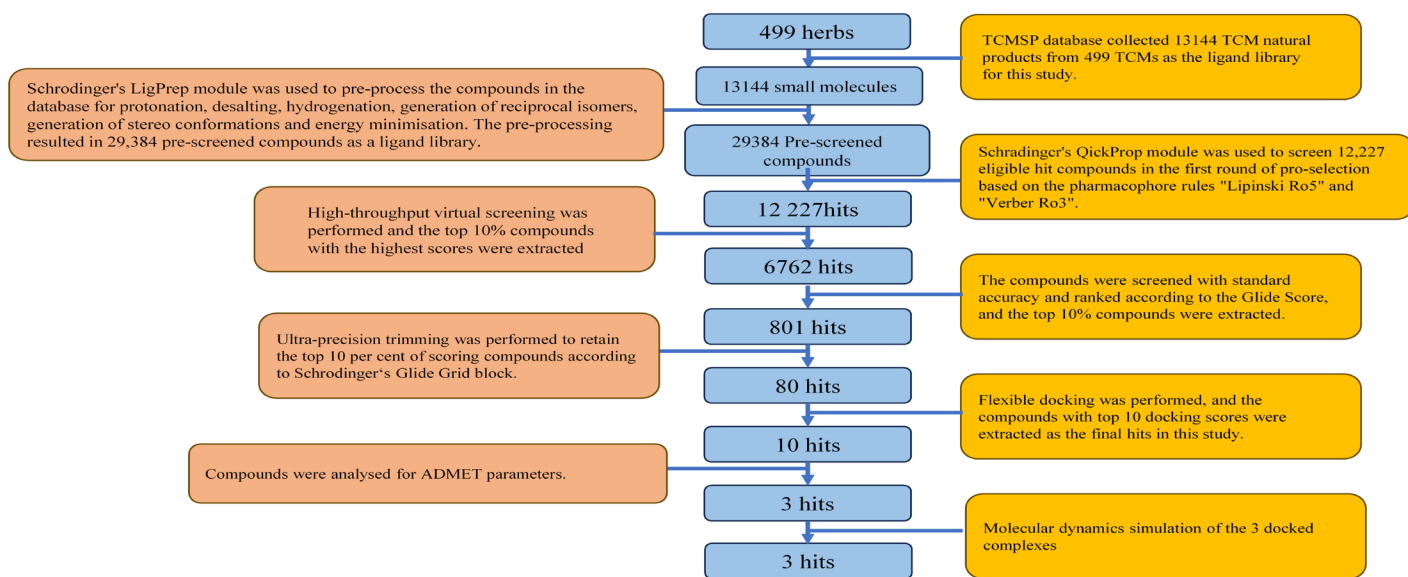 499 herbs
TCMSP database collected 13144 TCM natural
products from 499 TCMs as the ligand library
for this study.
13144 small molecules
Schrodinger's LigPrep module was used to pre-process the compounds in the
database for protonation, desalting, hydrogenation, generation of reciprocal isomers,
generation of stereo conformations and energy minimisation. The pre-processing
resulted in 29,384 pre-screened compounds as a ligand library.
29384 Pre-screened
compounds
Schradingcr's QickProp module was used to screen 12,227
eligible hit compounds in the first round of pro-selection
based on the pharmacophore rules "Lipinski Ro5" and
"Verber Ro3".
12 227hits
High-throughput virtual screening was
performed and the top 10% compounds
with the highest scores were extracted
6762 hits
The compounds were screened with standard
accuracy and ranked according to the Glide Score,
and the top 10% compounds were extracted.
801 hits
Ultra-precision trimming was performed to retain
the top 10 per cent of scoring compounds according
to Schrodinger‘s Glide Grid block.
80 hits
Flexible docking was performed, and the
compounds with top 10 docking scores were
extracted as the final hits in this study.
10 hits
Compounds were analysed for ADMET parameters.
3 hits
Molecular dynamics simulation of the 3 docked
complexes
3 hits